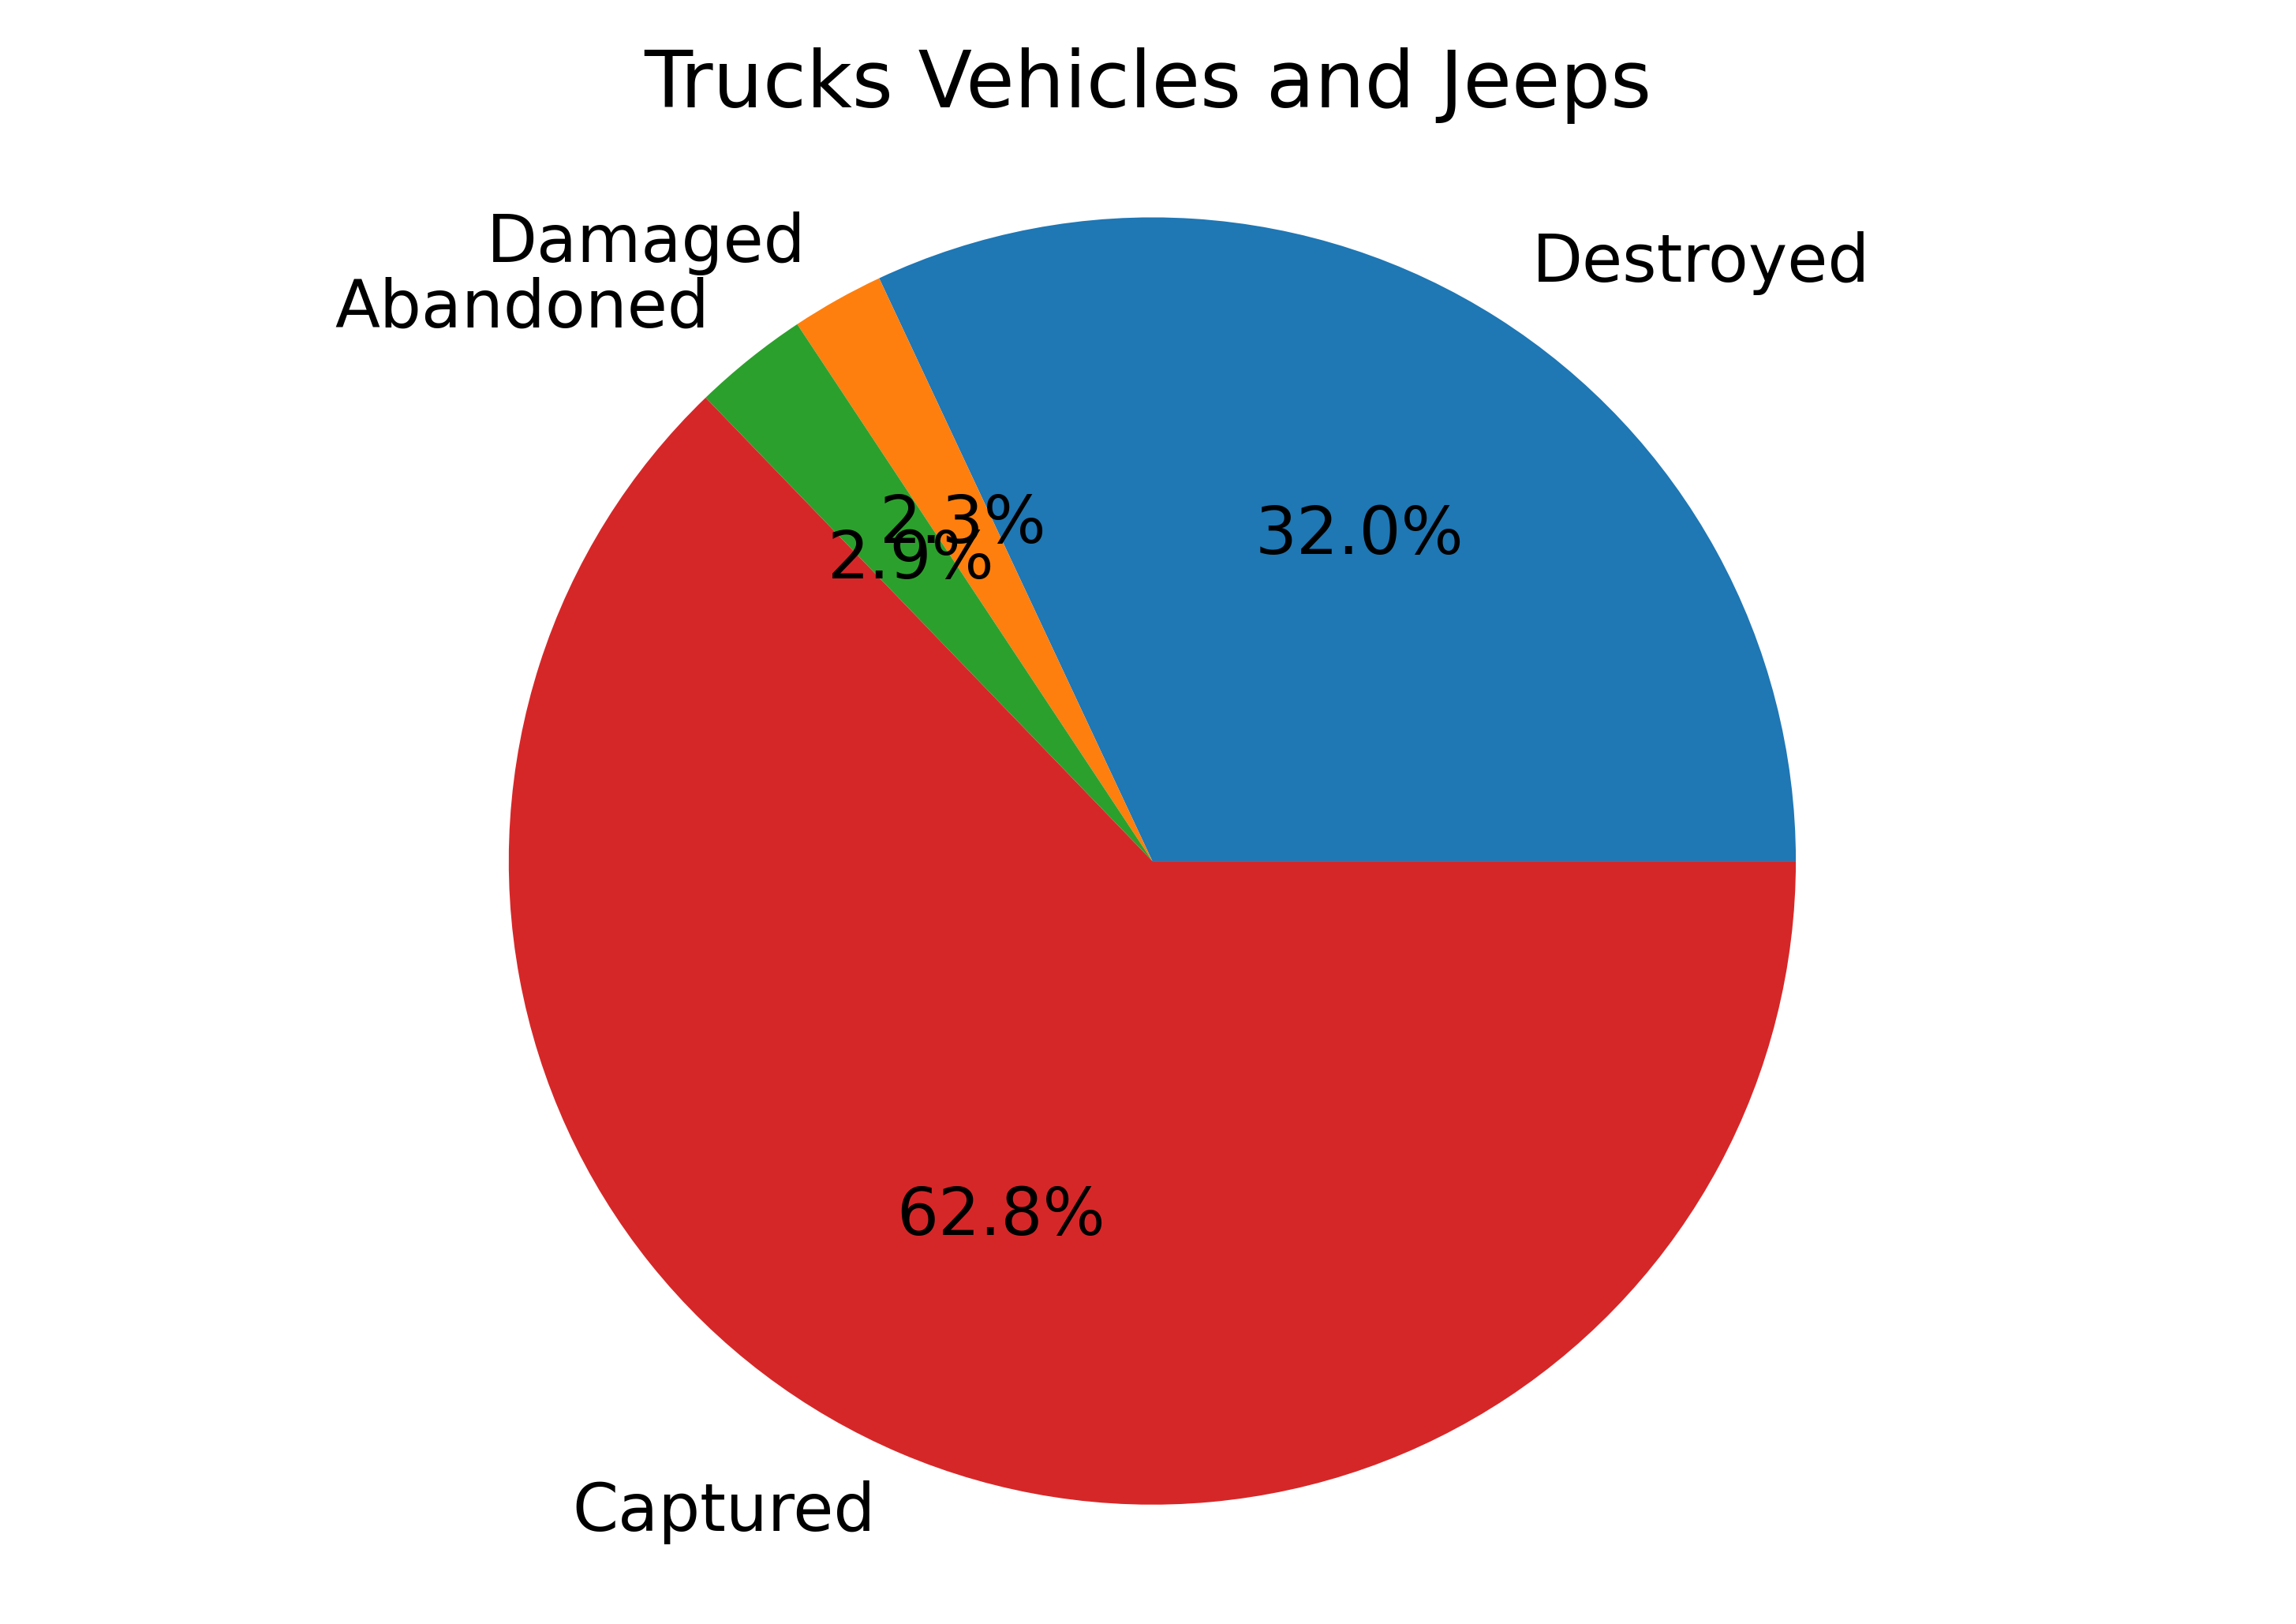 Trucks Vehicles and Jeeps
Damaged
Destroyed
Abandoned
2.3%
32.0%
2.9%
62.8%
Captured